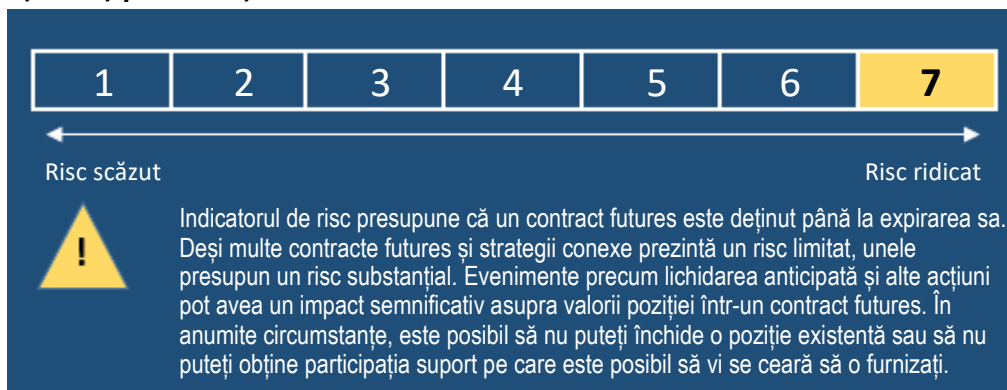 1 2 3 4 5 6 7
Risc scăzut Risc ridicat
!
Indicatorul de risc presupune că un contract futures este deținut până la expirarea sa.
Deși multe contracte futures și strategii conexe prezintă un risc limitat, unele
presupun un risc substanțial. Evenimente precum lichidarea anticipată și alte acțiuni
pot avea un impact semnificativ asupra valorii poziției într-un contract futures. În
anumite circumstanțe, este posibil să nu puteți închide o poziție existentă sau să nu
puteți obține participația suport pe care este posibil să vi se ceară să o furnizați.